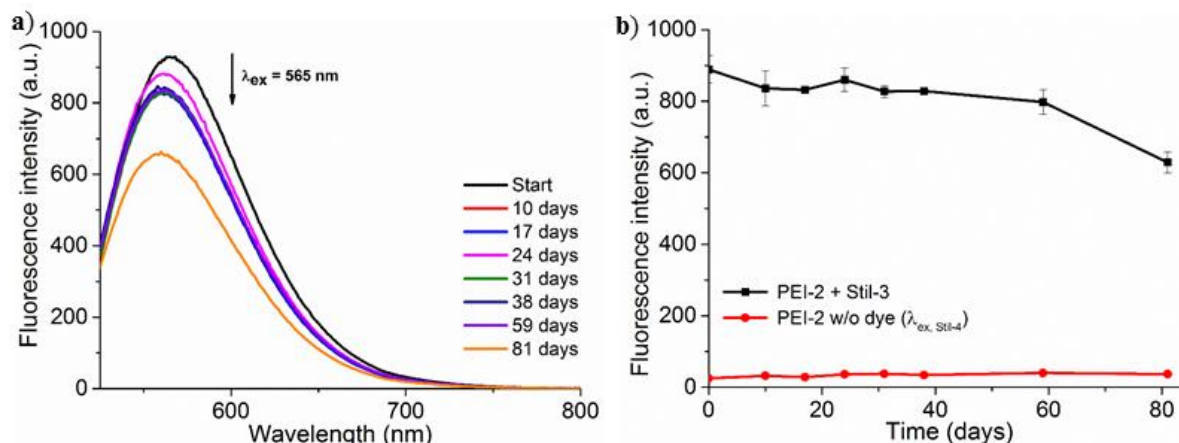 a)
1000
800
600
400
200
0
Fluorescence intensity (a.u.)
λex = 565 nm
Start
10 days
17 days
24 days
31 days
38 days
59 days
81 days
600
700
800
Wavelength (nm)
b)
1000
800
600
400
200
0
Fluorescence intensity (a.u.)
PEI-2 + Stil-3
PEI-2 w/o dye (λex, Stil-4)
0
20
40
60
80
Time (days)